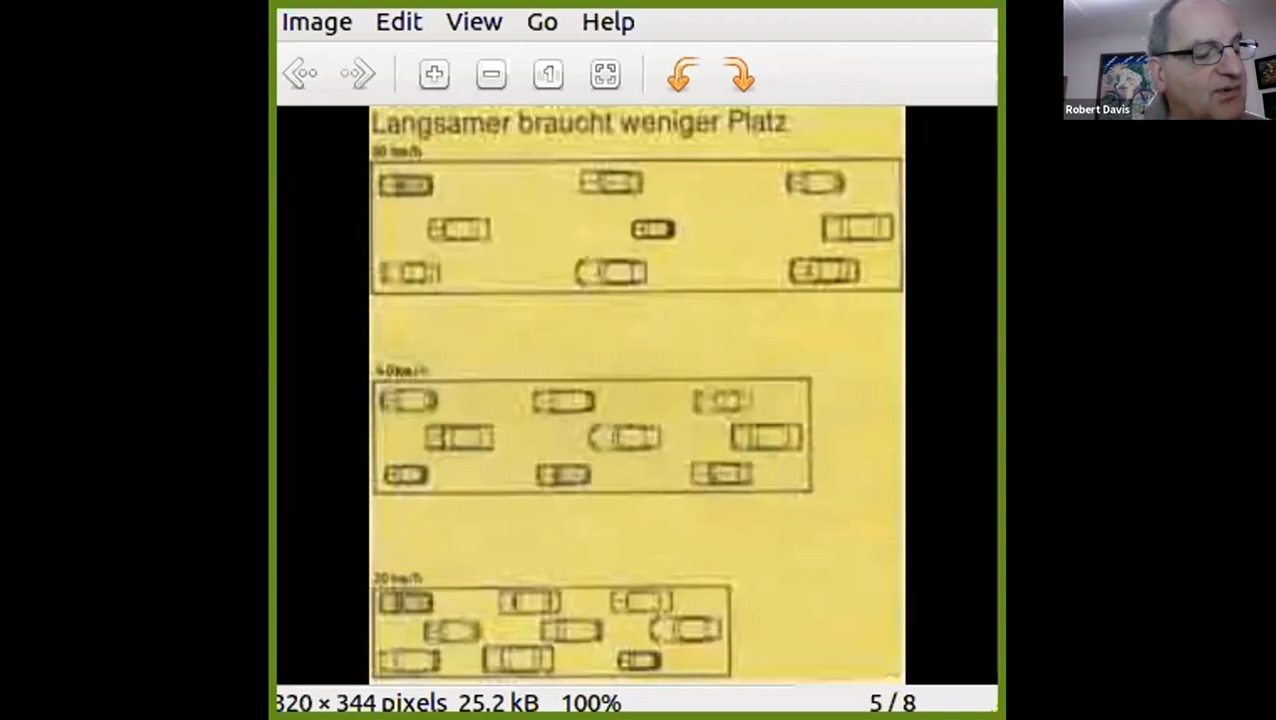 Image Edit View Go Help
Robert Davis
Langsamer braucht weniger Platz
km/h
320 × 344 pixels 25.2 kB 100% 5 / 8